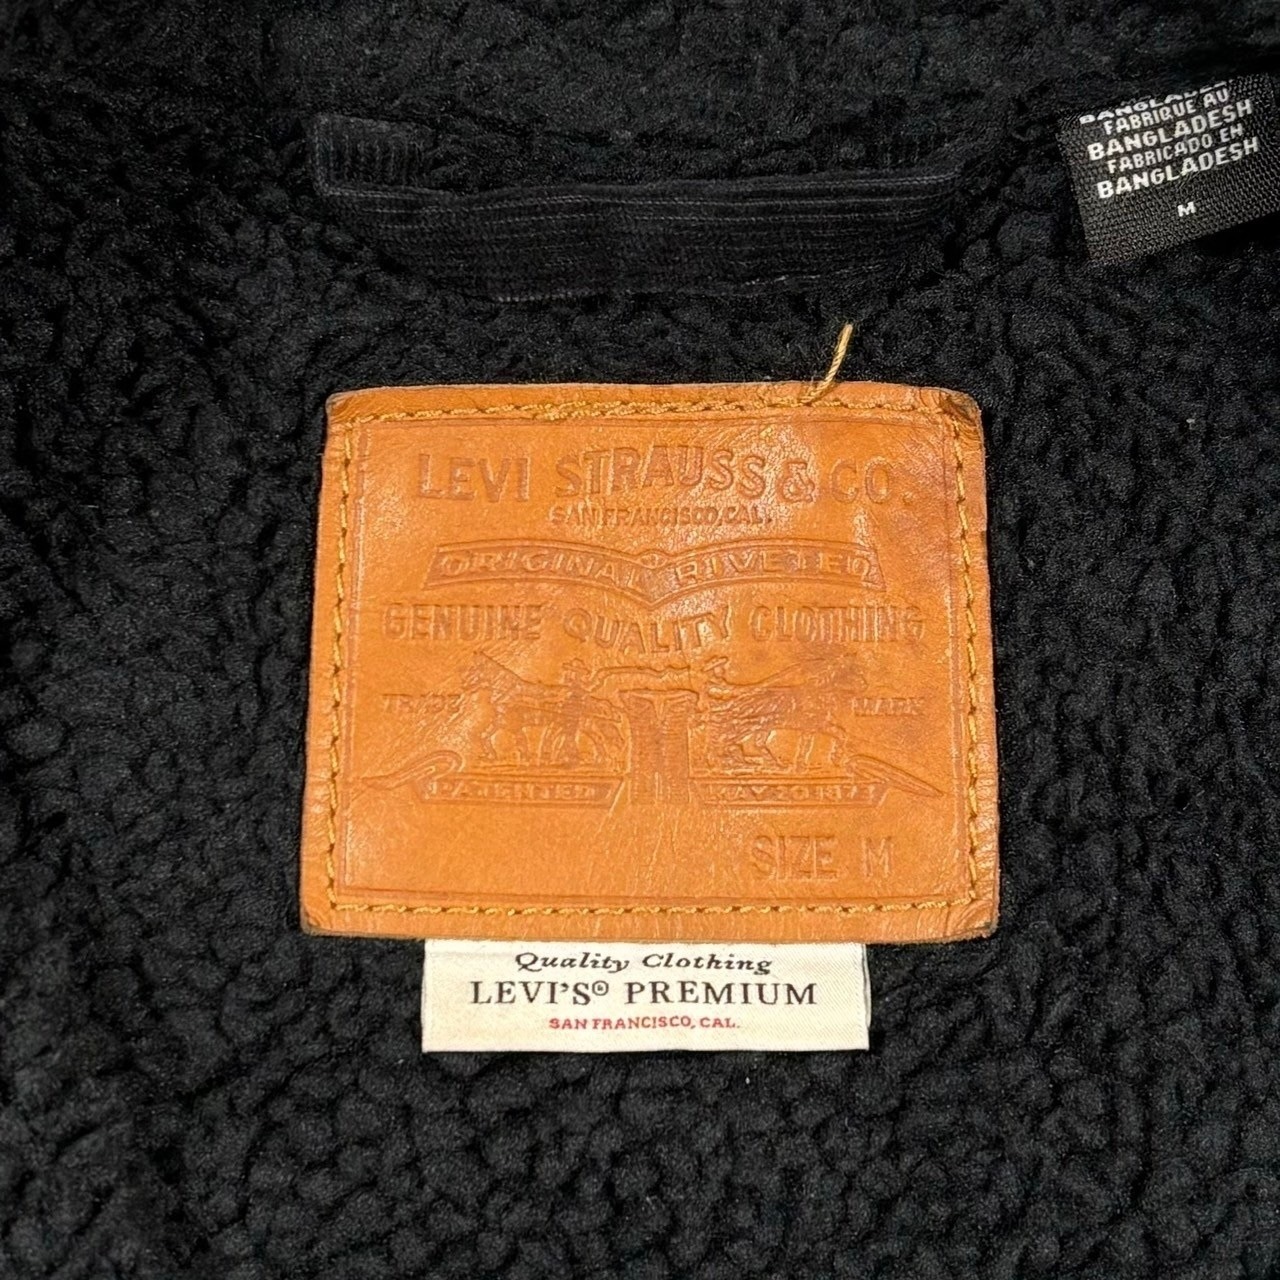 BANGLADESH
FABRIQUE AU
BANGLADESH
FABRICADO EN
BANGLADESH
M
LEVI STRAUSS & CO.
SAN FRANCISCO, CAL.
ORIGINAL ® RIVETED
GENUINE QUALITY CLOTHING
TRADE MARK
PATENTED MAY 20 1873
SIZE M
Quality Clothing
LEVI'S® PREMIUM
SAN FRANCISCO, CAL.